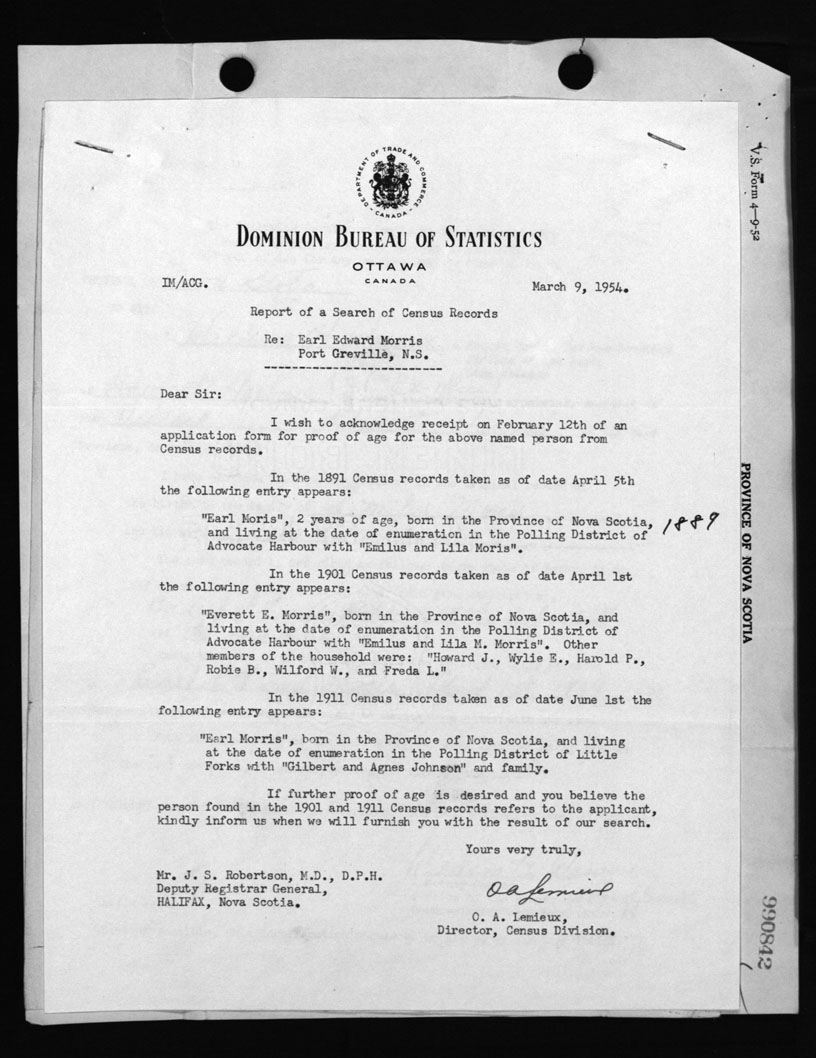 DEPARTMENT OF TRADE AND COMMERCE
CANADA
DOMINION BUREAU OF STATISTICS
OTTAWA
CANADA
IM/ACG.
March 9, 1954.
Report of a Search of Census Records
Re: Earl Edward Morris
Port Greville, N.S.
Dear Sir:
I wish to acknowledge receipt on February 12th of an
application form for proof of age for the above named person from
Census records.
In the 1891 Census records taken as of date April 5th
the following entry appears:
"Earl Moris", 2 years of age, born in the Province of Nova Scotia, 1889
and living at the date of enumeration in the Polling District of
Advocate Harbour with "Emilus and Lila Moris".
In the 1901 Census records taken as of date April 1st
the following entry appears:
"Everett E. Morris", born in the Province of Nova Scotia, and
living at the date of enumeration in the Polling District of
Advocate Harbour with "Emilus and Lila M. Morris". Other
members of the household were: "Howard J., Wylie E., Harold P.,
Robie B., Wilford W., and Freda L."
In the 1911 Census records taken as of date June 1st the
following entry appears:
"Earl Morris", born in the Province of Nova Scotia, and living
at the date of enumeration in the Polling District of Little
Forks with "Gilbert and Agnes Johnson" and family.
If further proof of age is desired and you believe the
person found in the 1901 and 1911 Census records refers to the applicant,
kindly inform us when we will furnish you with the result of our search.
Yours very truly,
Mr. J. S. Robertson, M.D., D.P.H.
Deputy Registrar General,
HALIFAX, Nova Scotia.
O A Lemieux
O. A. Lemieux,
Director, Census Division.
V.S. Form 4-9-52
PROVINCE OF NOVA SCOTIA
990842